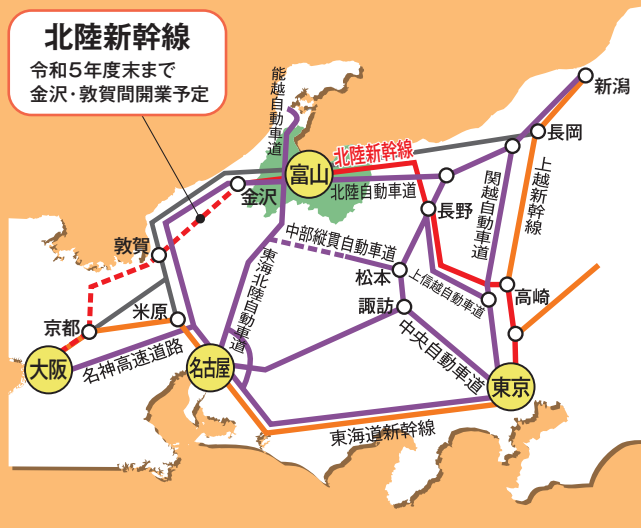 北陸新幹線
令和5年度末まで
金沢・敦賀間開業予定
能越自動車道
新潟
長岡
北陸新幹線
富山
上越新幹線
関越自動車道
北陸自動車道
金沢
長野
中部縦貫自動車道
敦賀
東海北陸自動車道
松本
上信越自動車道
高崎
米原
諏訪
京都
中央自動車道
名神高速道路
大阪
名古屋
東京
東海道新幹線